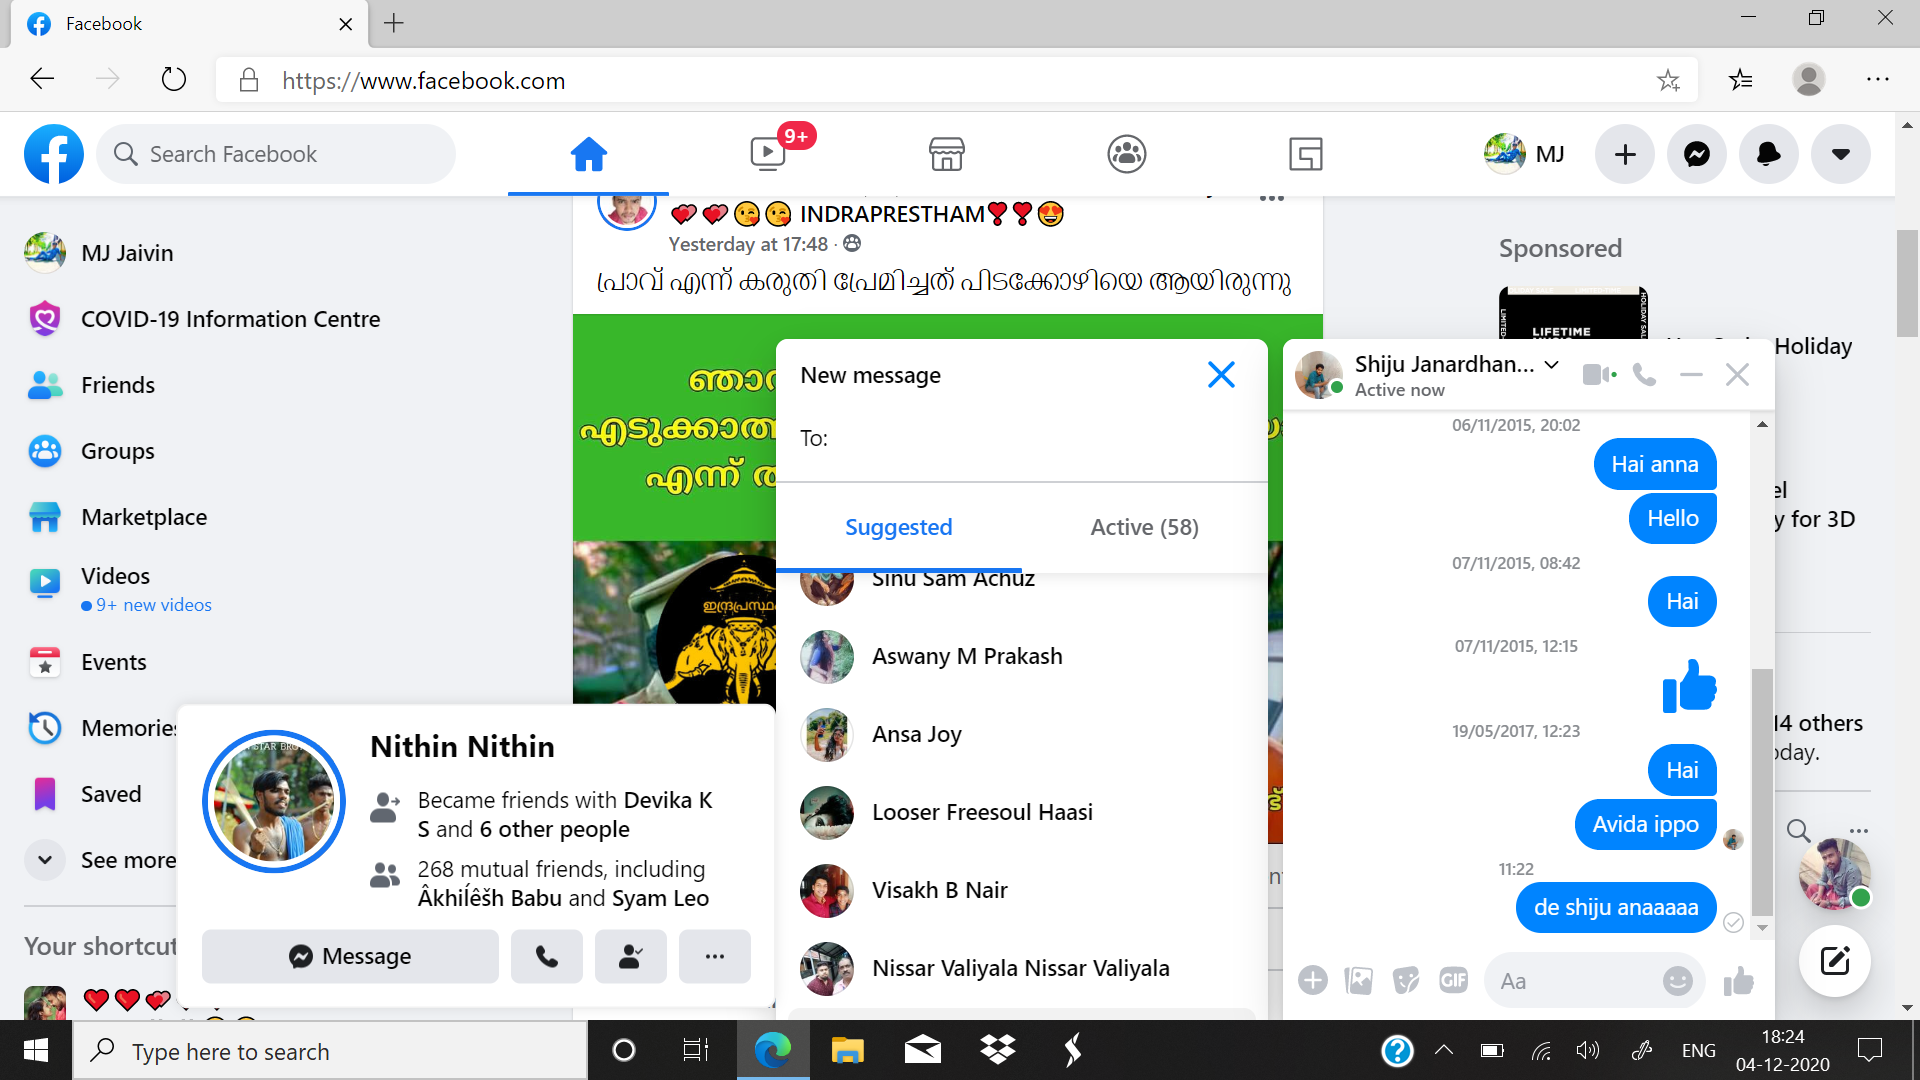 Facebook
https://www.facebook.com
Search Facebook
9+
MJ
INDRAPRESTHAM
Yesterday at 17:48
പ്രാവ് എന്ന് കരുതി പ്രേമിച്ചത് പിടക്കോഴിയെ ആയിരുന്നു
എടുക്കാത്ത
എന്ന്
MJ Jaivin
COVID-19 Information Centre
Friends
Groups
Marketplace
Videos
9+ new videos
Events
Memories
Saved
See more
Your shortcut
Nithin Nithin
Became friends with Devika K
S and 6 other people
268 mutual friends, including
Âkhiĺêšh Babu and Syam Leo
Message
New message
To:
Suggested
Active (58)
Sinu Sam Achuz
Aswany M Prakash
Ansa Joy
Looser Freesoul Haasi
Visakh B Nair
Nissar Valiyala Nissar Valiyala
Shiju Janardhan...
Active now
06/11/2015, 20:02
Hai anna
Hello
07/11/2015, 08:42
Hai
07/11/2015, 12:15
19/05/2017, 12:23
Hai
Avida ippo
11:22
de shiju anaaaaa
GIF
Aa
Sponsored
LIFETIME
Holiday
y for 3D
14 others
Type here to search
ENG
18:24
04-12-2020